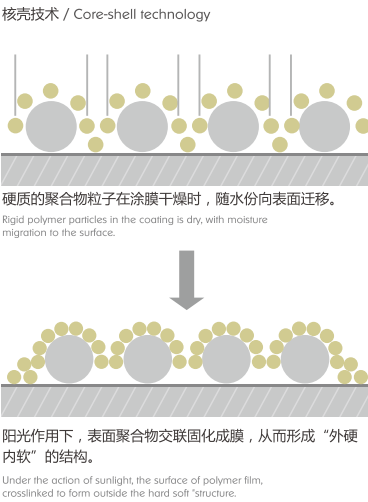 核壳技术 / Core-shell technology
硬质的聚合物粒子在涂膜干燥时，随水份向表面迁移。
Rigid polymer particles in the coating is dry, with moisture
migration to the surface.
阳光作用下，表面聚合物交联固化成膜，从而形成“外硬
内软”的结构。
Under the action of sunlight, the surface of polymer film,
crosslinked to form outside the hard soft "structure.